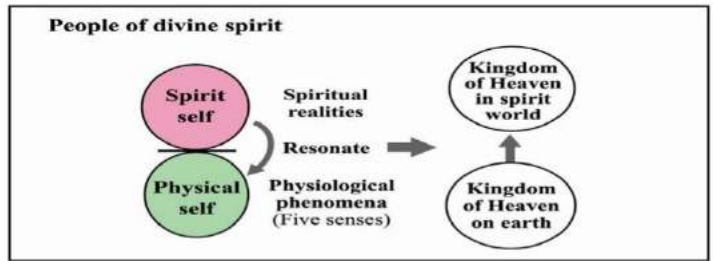 People of divine spirit
Spirit
self
Physical
self
Spiritual
realities
Resonate
Physiological
phenomena
(Five senses)
Kingdom
of Heaven
in spirit
world
Kingdom
of Heaven
on earth